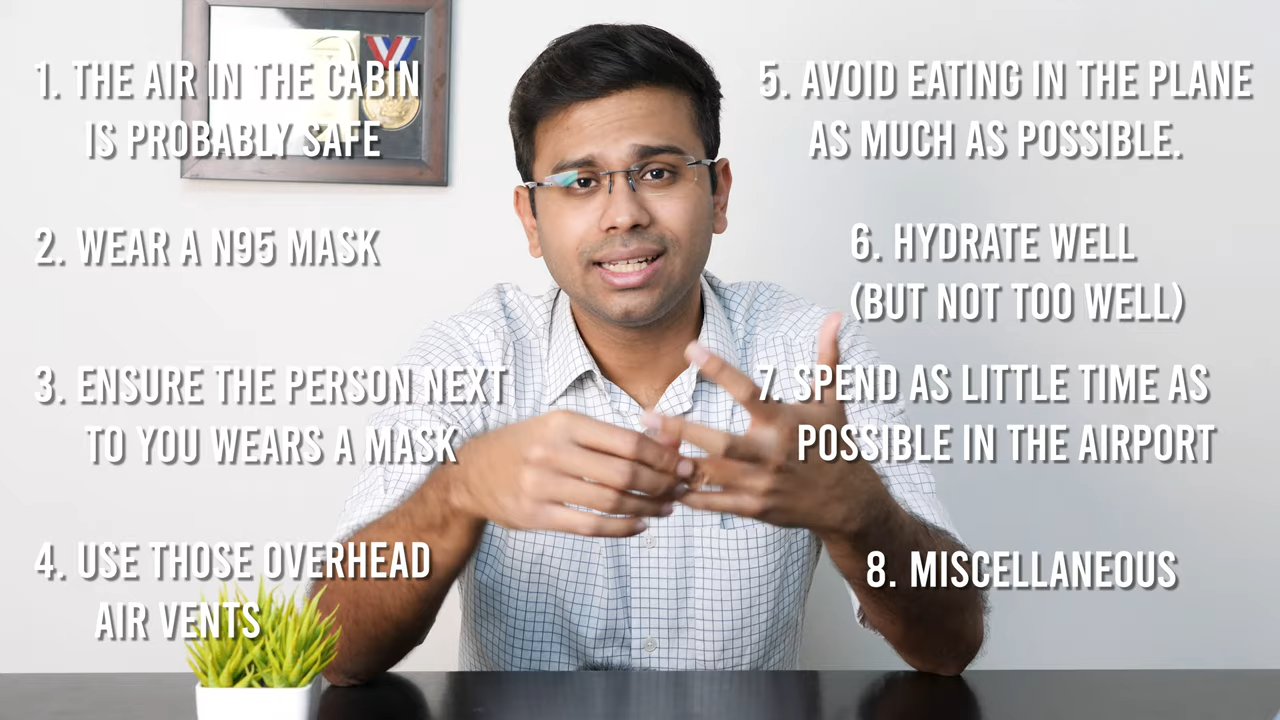 1. THE AIR IN THE CABIN
IS PROBABLY SAFE
2. WEAR A N95 MASK
3. ENSURE THE PERSON NEXT
TO YOU WEARS A MASK
4. USE THOSE OVERHEAD
AIR VENTS
5. AVOID EATING IN THE PLANE
AS MUCH AS POSSIBLE.
6. HYDRATE WELL
(BUT NOT TOO WELL)
7. SPEND AS LITTLE TIME AS
POSSIBLE IN THE AIRPORT
8. MISCELLANEOUS